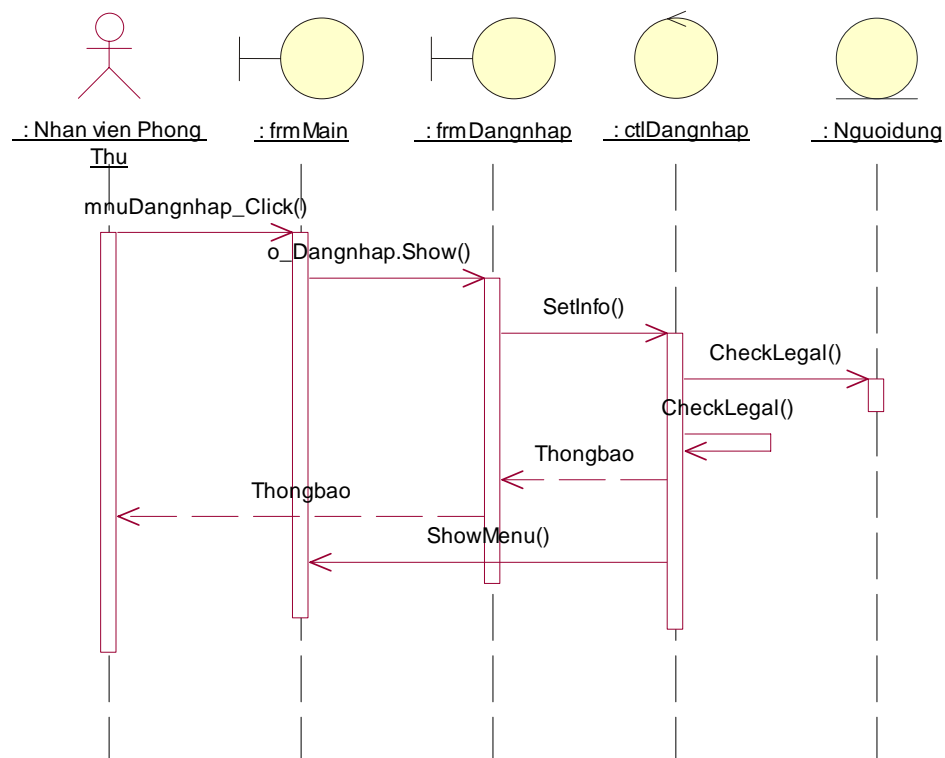 : Nhan vien Phong
Thu
: frmMain
: frmDangnhap
: ctlDangnhap
: Nguoidung
mnuDangnhap_Click()
o_Dangnhap.Show()
SetInfo()
CheckLegal()
CheckLegal()
Thongbao
Thongbao
ShowMenu()